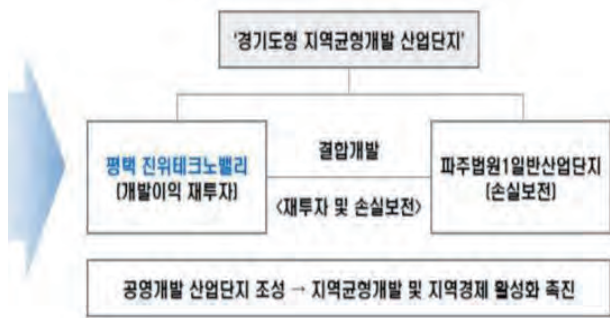 '경기도형 지역균형개발 산업단지'
평택 진위테크노밸리
(개발이익 재투자)
결합개발
<재투자 및 손실보전>
파주법원1일반산업단지
(손실보전)
공영개발 산업단지 조성 → 지역균형개발 및 지역경제 활성화 촉진